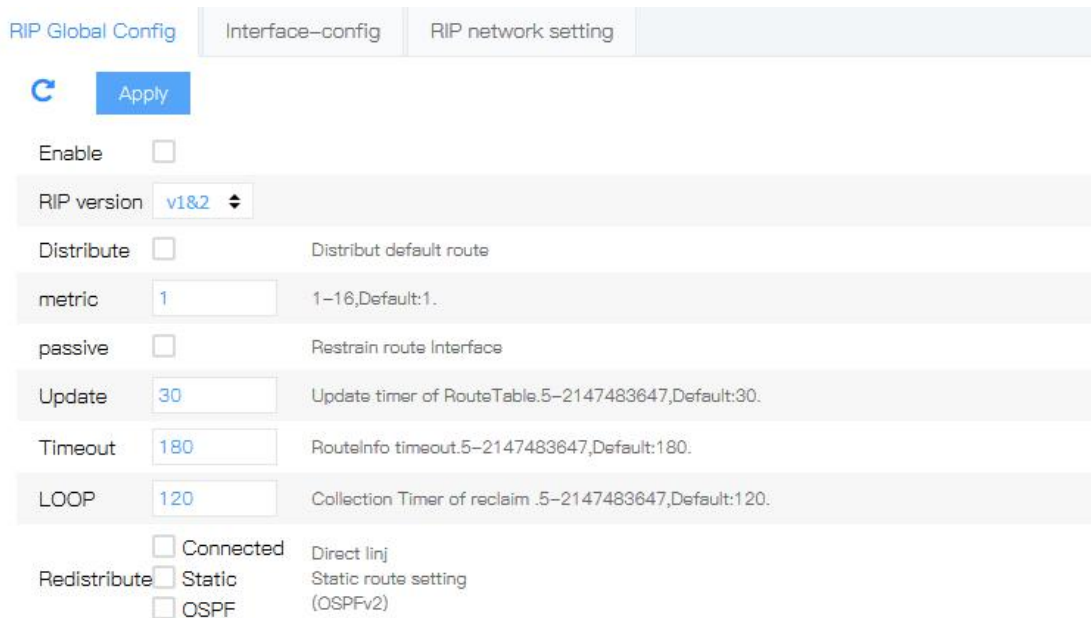 RIP Global Config Interface-config RIP network setting
Apply
Enable
RIP version v1&2
Distribute Distribut default route
metric 1 1-16,Default:1.
passive Restrain route Interface
Update 30 Update timer of RouteTable.5-2147483647,Default:30.
Timeout 180 RouteInfo timeout.5-2147483647,Default:180.
LOOP 120 Collection Timer of reclaim .5-2147483647,Default:120.
Connected Direct linj
Redistribute Static Static route setting
OSPF (OSPFv2)